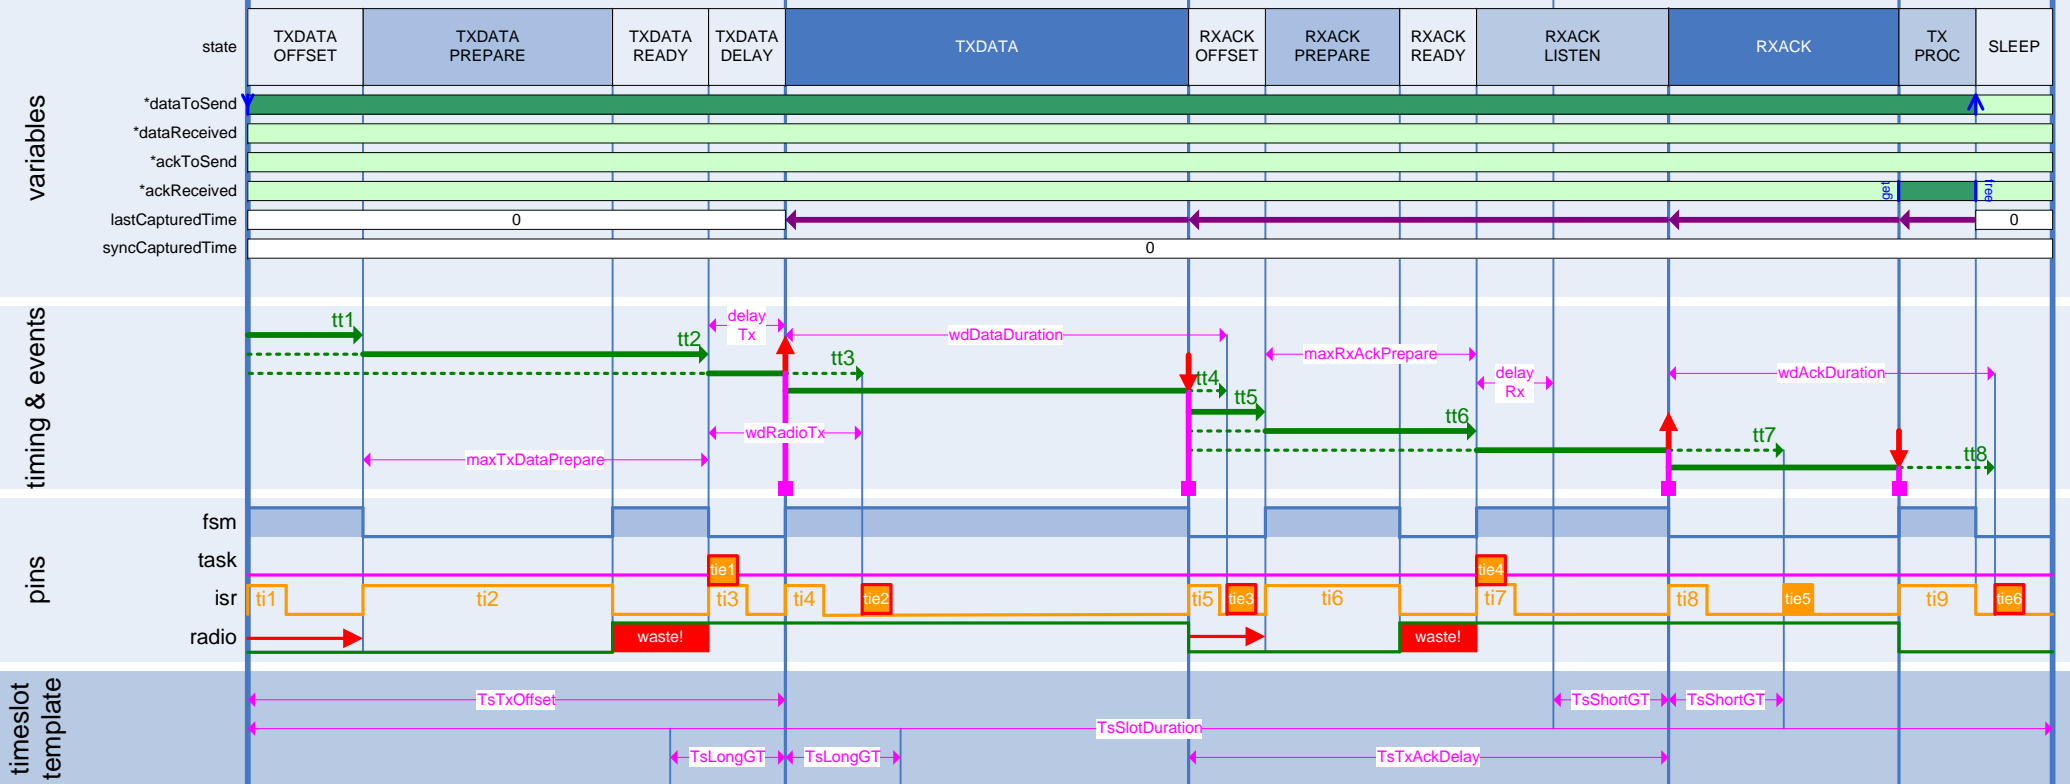 variables
state
TXDATA
OFFSET
TXDATA
PREPARE
TXDATA
READY
TXDATA
DELAY
TXDATA
RXACK
OFFSET
RXACK
PREPARE
RXACK
READY
RXACK
LISTEN
RXACK
TX
PROC
SLEEP
*dataToSend
*dataReceived
*ackToSend
*ackReceived
get
free
lastCapturedTime
0
0
syncCapturedTime
0
timing & events
tt1
tt2
delay
Tx
wdDataDuration
tt3
tt4
tt5
maxRxAckPrepare
tt6
delay
Rx
wdAckDuration
tt7
tt8
wdRadioTx
maxTxDataPrepare
pins
fsm
task
tie1
tie4
isr
ti1
ti2
ti3
ti4
tie2
ti5
tie3
ti6
ti7
ti8
tie5
ti9
tie6
radio
waste!
waste!
timeslot
template
TsTxOffset
TsShortGT
TsShortGT
TsSlotDuration
TsLongGT
TsLongGT
TsTxAckDelay